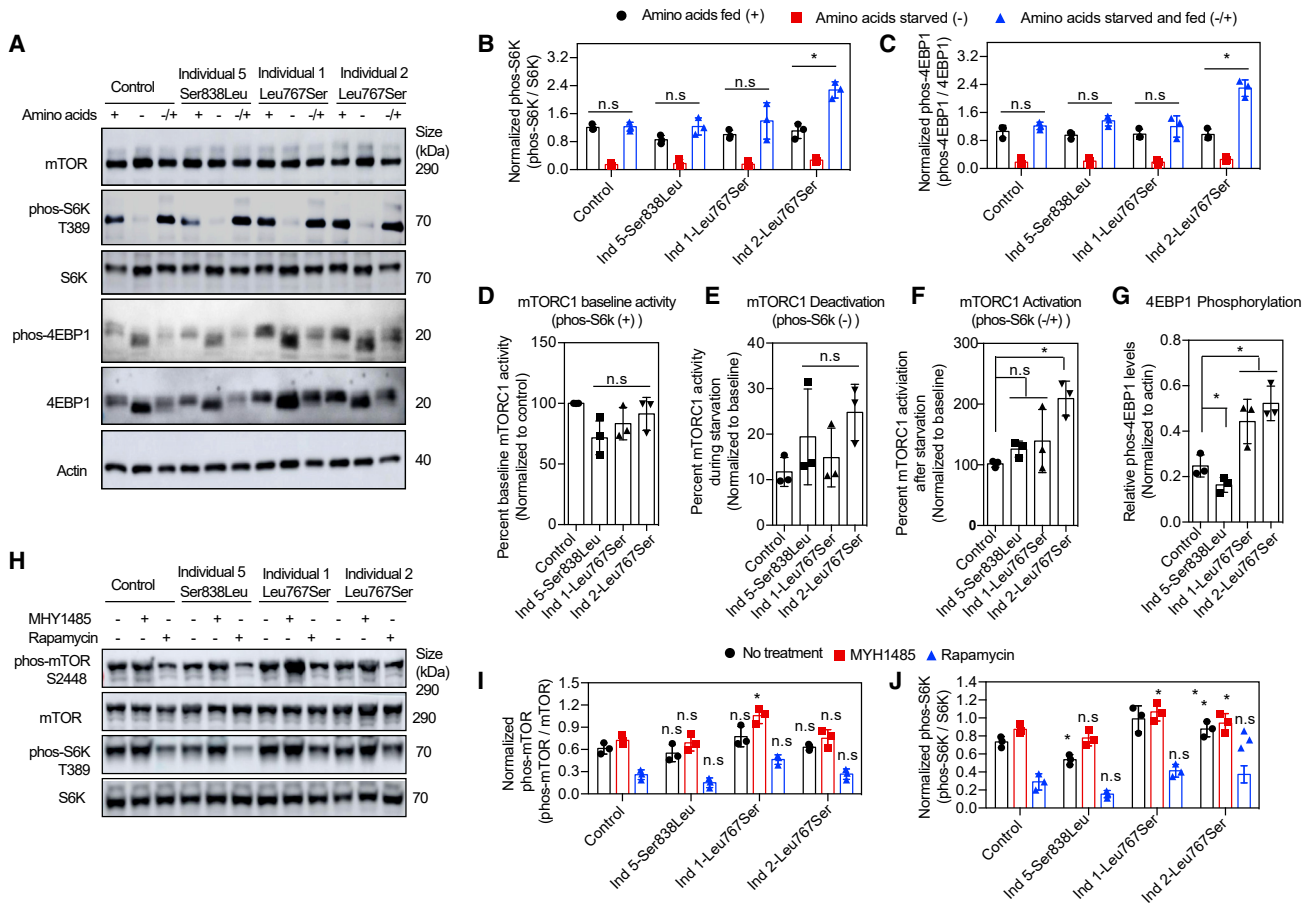 ● Amino acids fed (+) ■ Amino acids starved (-) ▲ Amino acids starved and fed (-/+)
A
Control
Individual 5
Ser838Leu
Individual 1
Leu767Ser
Individual 2
Leu767Ser
Amino acids + - -/+ + - -/+ + - -/+ + - -/+
Size
(kDa)
mTOR
290
phos-S6K
T389
70
S6K
70
phos-4EBP1
20
4EBP1
20
Actin
40
B
Normalized phos-S6K
(phos-S6K / S6K)
3.2
2.4
1.6
0.8
0.0
n.s
n.s
n.s
*
Control
Ind 5-Ser838Leu
Ind 1-Leu767Ser
Ind 2-Leu767Ser
C
Normalized phos-4EBP1
(phos-4EBP1 / 4EBP1)
3.2
2.4
1.6
0.8
0.0
n.s
n.s
n.s
*
Control
Ind 5-Ser838Leu
Ind 1-Leu767Ser
Ind 2-Leu767Ser
D
mTORC1 baseline activity
(phos-S6k (+) )
Percent baseline mTORC1 activity
(Normalized to control)
150
100
50
0
n.s
Control
Ind 5-Ser838Leu
Ind 1-Leu767Ser
Ind 2-Leu767Ser
E
mTORC1 Deactivation
(phos-S6K (-) )
Percent mTORC1 activity
during starvation
(Normalized to baseline)
40
30
20
10
0
n.s
Control
Ind 5-Ser838Leu
Ind 1-Leu767Ser
Ind 2-Leu767Ser
F
mTORC1 Activation
(phos-S6K (-/+) )
Percent mTORC1 activiation
after starvation
(Normalized to baseline)
300
200
100
0
n.s
*
Control
Ind 5-Ser838Leu
Ind 1-Leu767Ser
Ind 2-Leu767Ser
G
4EBP1 Phosphorylation
Relative phos-4EBP1 levels
(Normalized to actin)
0.8
0.6
0.4
0.2
0.0
*
*
Control
Ind 5-Ser838Leu
Ind 1-Leu767Ser
Ind 2-Leu767Ser
H
Control
Individual 5
Ser838Leu
Individual 1
Leu767Ser
Individual 2
Leu767Ser
MHY1485 - + - - + - - + - - + -
Rapamycin - - + - - + - - + - - +
Size
(kDa)
phos-mTOR
S2448
290
mTOR
290
phos-S6K
T389
70
S6K
70
● No treatment ■ MYH1485 ▲ Rapamycin
I
Normalized
phos-mTOR
(phos-mTOR / mTOR)
1.5
1.2
0.9
0.6
0.3
0.0
n.s n.s n.s
n.s * n.s
n.s n.s n.s
Control
Ind 5-Ser838Leu
Ind 1-Leu767Ser
Ind 2-Leu767Ser
J
Normalized phos-S6K
(phos-S6K / S6K)
1.4
1.2
1.0
0.8
0.6
0.4
0.2
0.0
* n.s n.s
n.s * n.s
* * * n.s
Control
Ind 5-Ser838Leu
Ind 1-Leu767Ser
Ind 2-Leu767Ser